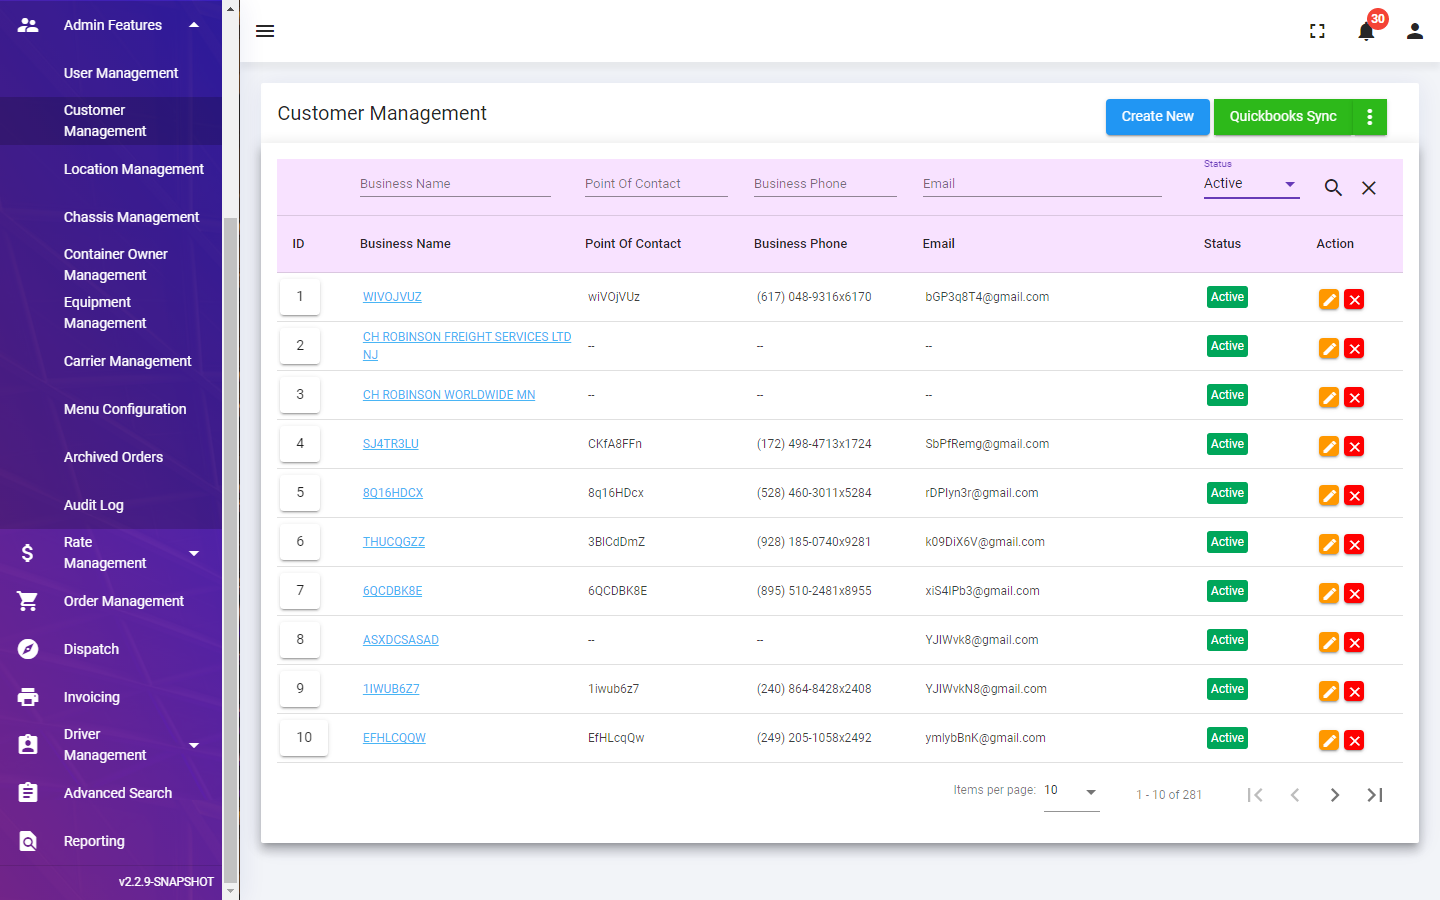 Admin Features
User Management
Customer
Management
Location Management
Chassis Management
Container Owner
Management
Equipment
Management
Carrier Management
Menu Configuration
Archived Orders
Audit Log
Rate
Management
Order Management
Dispatch
Invoicing
Driver
Management
Advanced Search
Reporting
v2.2.9-SNAPSHOT
30
Customer Management
Create New
Quickbooks Sync
Business Name Point Of Contact Business Phone Email Status Active
ID Business Name Point Of Contact Business Phone Email Status Action
1 WIVOJVUZ wiVOjVUz (617) 048-9316x6170 bGP3q8T4@gmail.com Active
2 CH ROBINSON FREIGHT SERVICES LTD -- -- -- Active
NJ
3 CH ROBINSON WORLDWIDE MN -- -- -- Active
4 SJ4TR3LU CKfA8FFn (172) 498-4713x1724 SbPfRemg@gmail.com Active
5 8Q16HDCX 8q16HDcx (528) 460-3011x5284 rDPlyn3r@gmail.com Active
6 THUCQGZZ 3BICdDmZ (928) 185-0740x9281 k09DiX6V@gmail.com Active
7 6QCDBK8E 6QCDBK8E (895) 510-2481x8955 xiS4IPb3@gmail.com Active
8 ASXDCSASAD -- -- YJIWvk8@gmail.com Active
9 1IWUB6Z7 1iwub6z7 (240) 864-8428x2408 YJIWvkN8@gmail.com Active
10 EFHLCQQW EfHLcqQw (249) 205-1058x2492 ymlybBnK@gmail.com Active
Items per page: 10 1 - 10 of 281